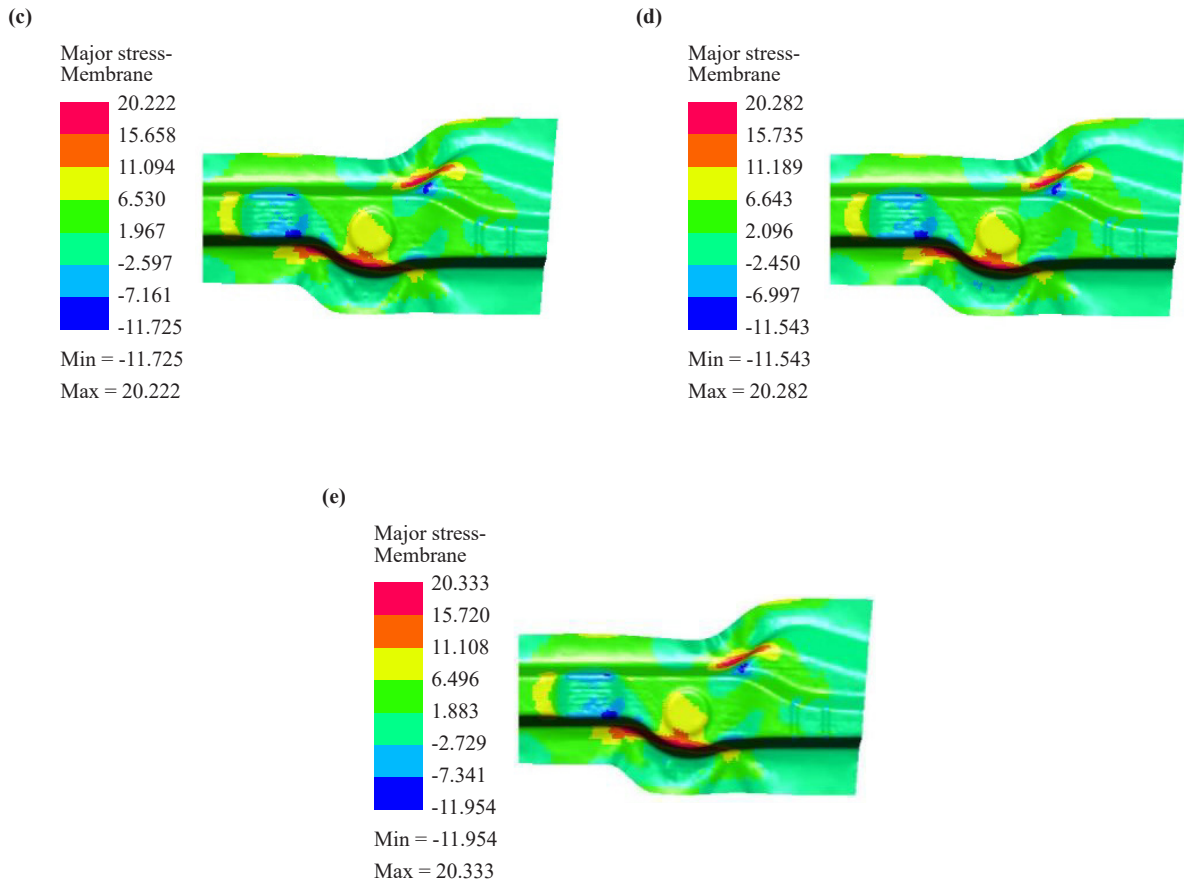 (c)
Major stress-
Membrane
20.222
15.658
11.094
6.530
1.967
-2.597
-7.161
-11.725
Min = -11.725
Max = 20.222
(d)
Major stress-
Membrane
20.282
15.735
11.189
6.643
2.096
-2.450
-6.997
-11.543
Min = -11.543
Max = 20.282
(e)
Major stress-
Membrane
20.333
15.720
11.108
6.496
1.883
-2.729
-7.341
-11.954
Min = -11.954
Max = 20.333